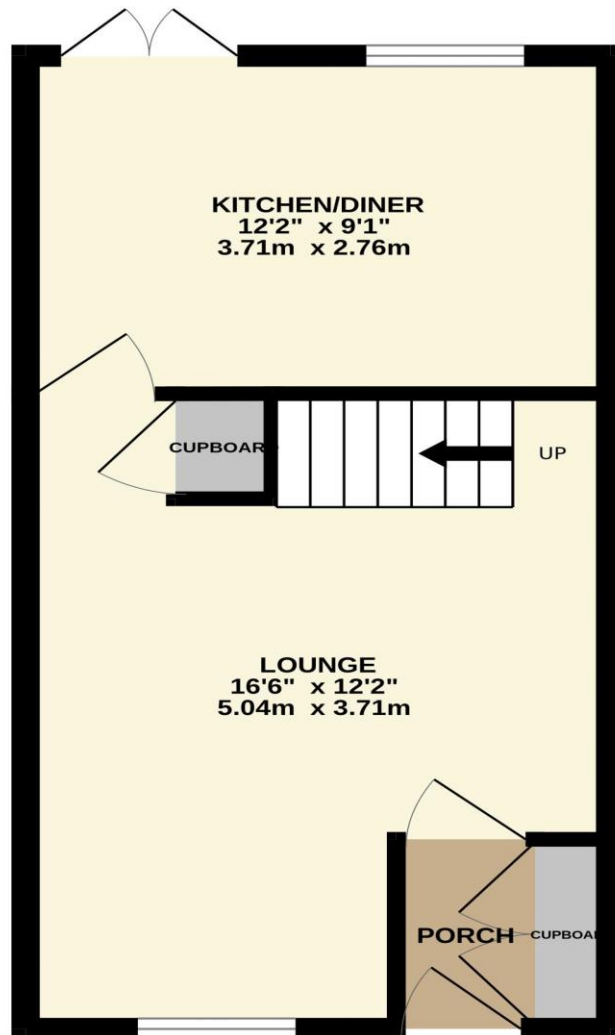 KITCHEN/DINER
12'2" x 9'1"
3.71m x 2.76m
CUPBOARD
UP
LOUNGE
16'6" x 12'2"
5.04m x 3.71m
PORCH
CUPBOAR